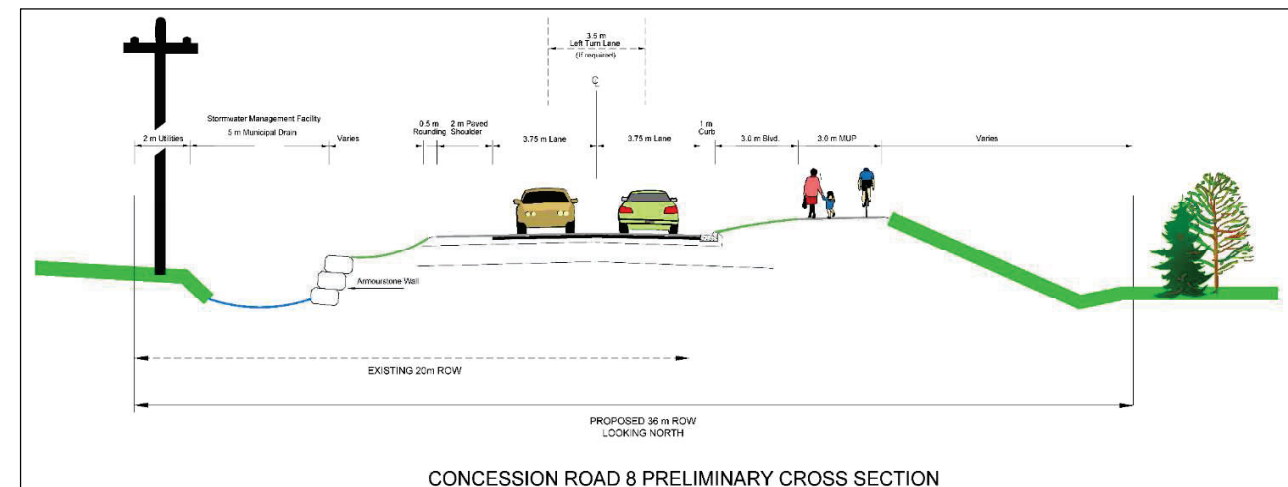 3.5 m
Left Turn Lane
(If required)
℄
Stormwater Management Facility
2 m Utilities
5 m Municipal Drain
Varies
0.5 m
Rounding
2 m Paved
Shoulder
3.75 m Lane
3.75 m Lane
1 m
Curb
3.0 m Blvd.
3.0 m MUP
Varies
Armourstone Wall
EXISTING 20m ROW
PROPOSED 36 m ROW
LOOKING NORTH
CONCESSION ROAD 8 PRELIMINARY CROSS SECTION